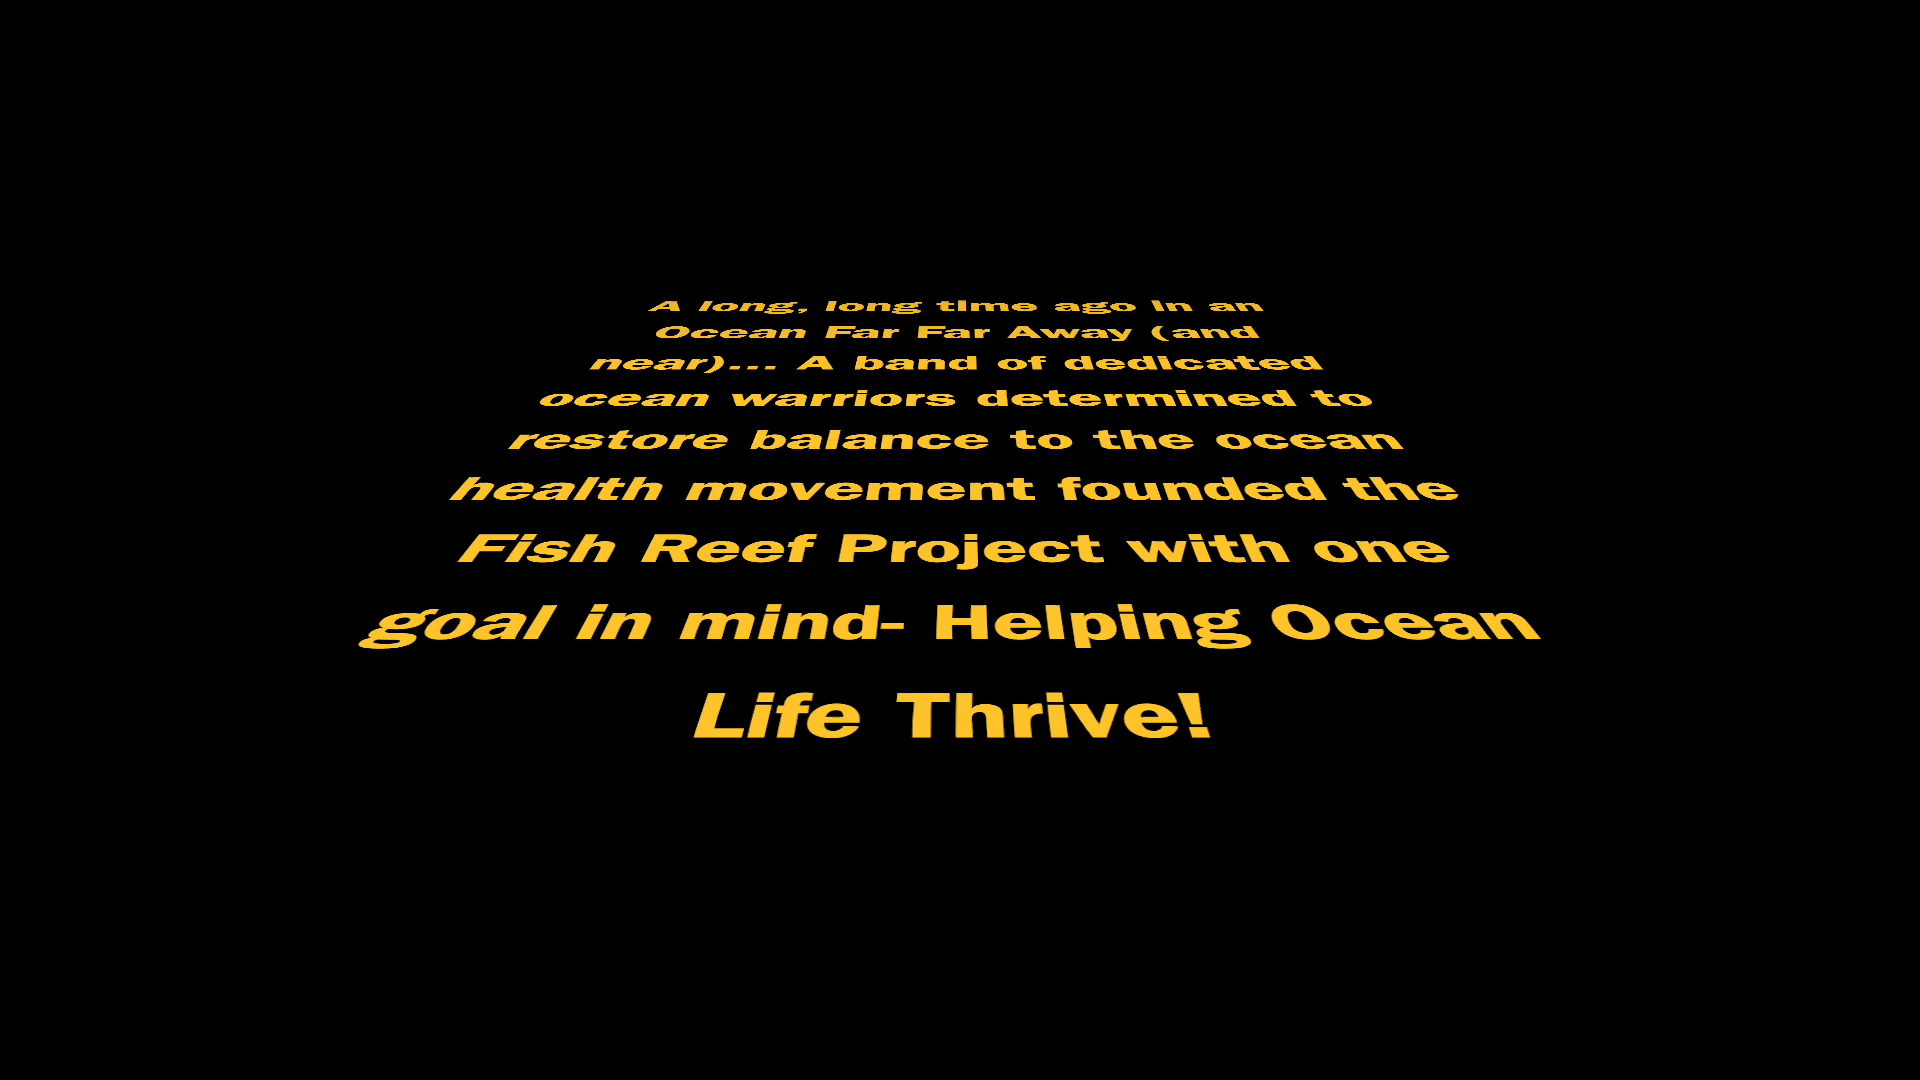 A long, long time ago in an
Ocean Far Far Away (and
near)... A band of dedicated
ocean warriors determined to
restore balance to the ocean
health movement founded the
Fish Reef Project with one
goal in mind- Helping Ocean
Life Thrive!